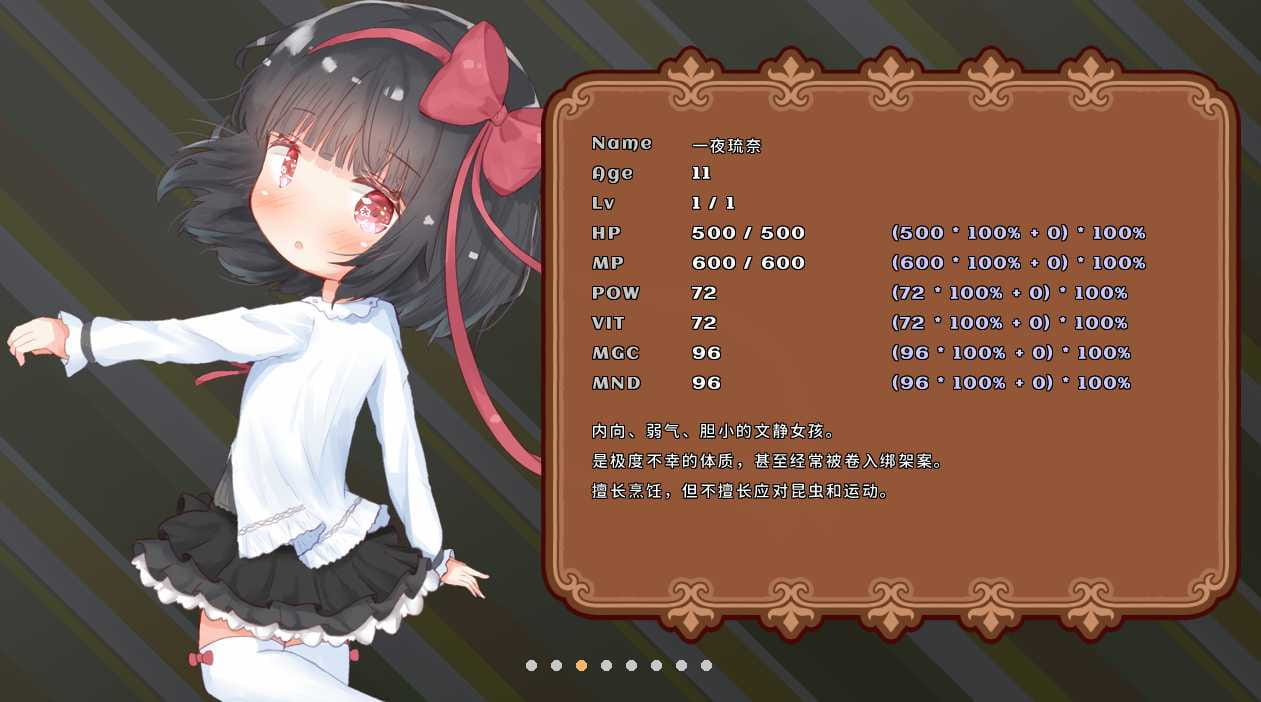 Name 一夜琉奈
Age 11
Lv 1 / 1
HP 500 / 500 (500 * 100% + 0) * 100%
MP 600 / 600 (600 * 100% + 0) * 100%
POW 72 (72 * 100% + 0) * 100%
VIT 72 (72 * 100% + 0) * 100%
MGC 96 (96 * 100% + 0) * 100%
MND 96 (96 * 100% + 0) * 100%
内向、弱气、胆小的文静女孩。
是极度不幸的体质，甚至经常被卷入绑架案。
擅长烹饪，但不擅长应对昆虫和运动。